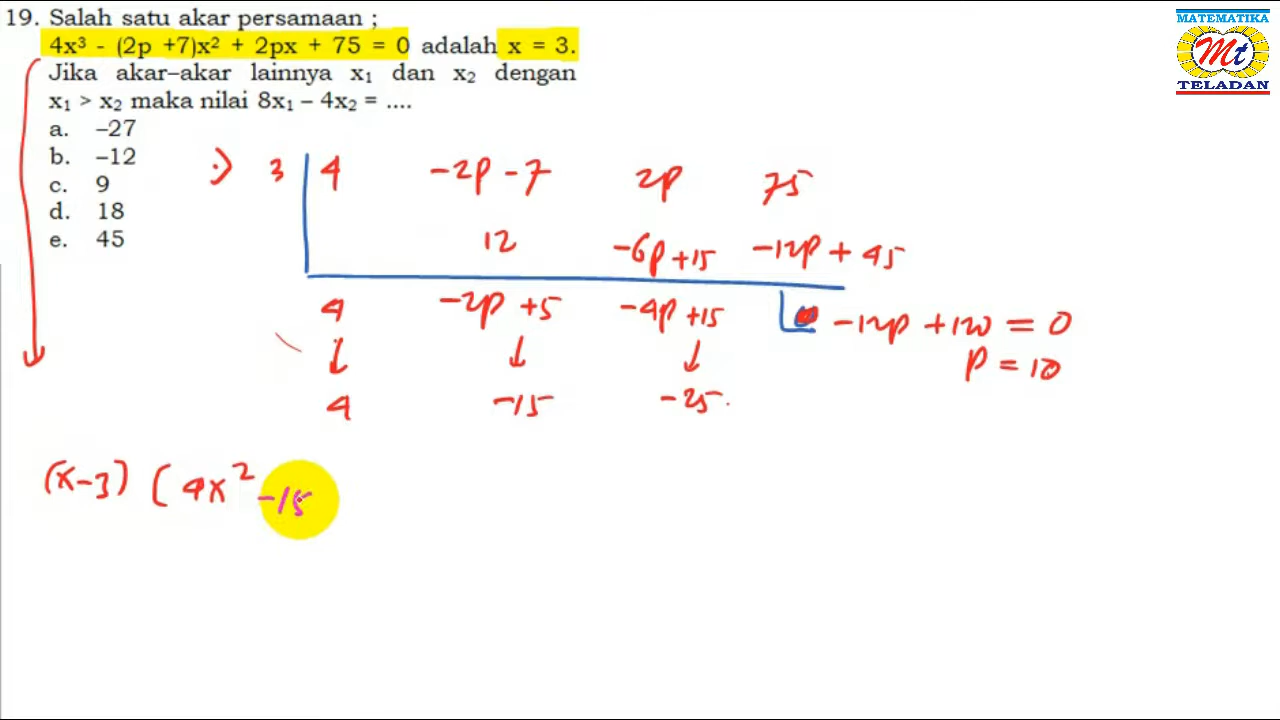 19. Salah satu akar persamaan ;
4x³ - (2p +7)x² + 2px + 75 = 0 adalah x = 3.
Jika akar–akar lainnya x₁ dan x₂ dengan
x₁ > x₂ maka nilai 8x₁ – 4x₂ = ....
a. –27
b. –12
c. 9
d. 18
e. 45
MATEMATIKA
Mt
TELADAN
3 4 -2p -7 2p 75
12 -6p +15 -12p + 45
4 -2p +5 -4p +15 -12p +120 = 0
p = 10
4 -15 -25.
(x-3) (4x² -15